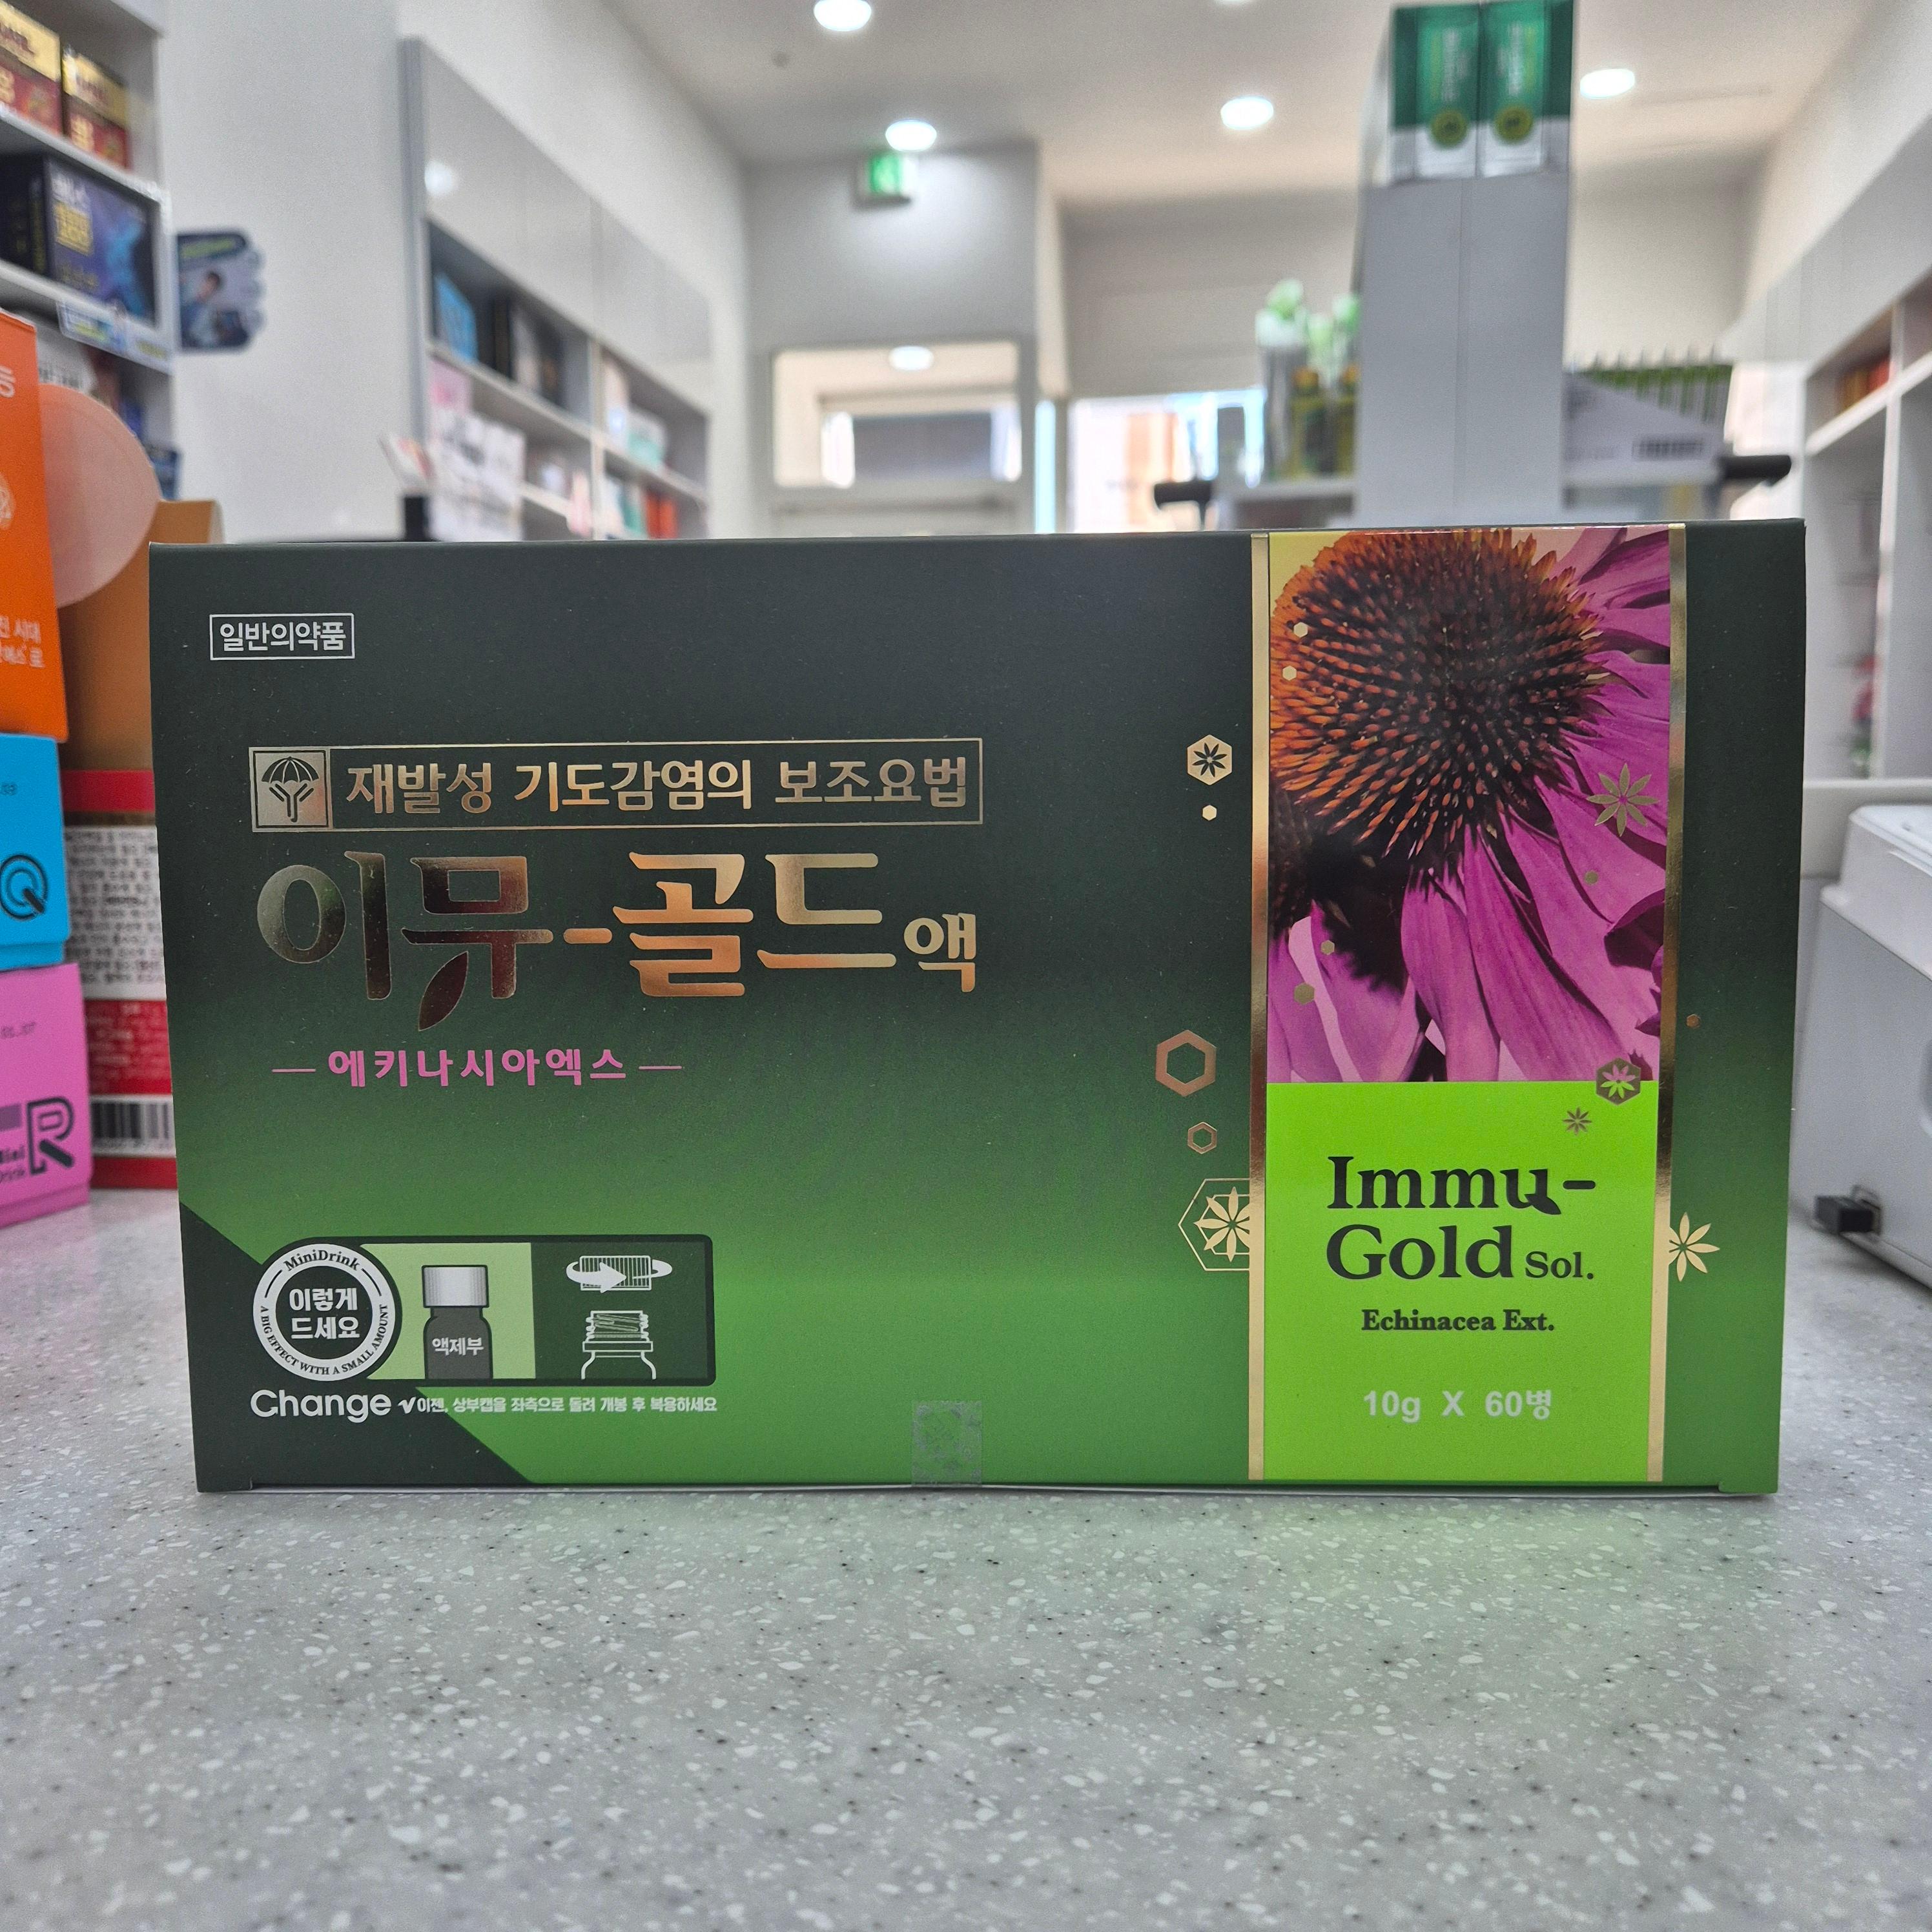 일반의약품
재발성 기도감염의 보조요법
이뮤-골드액
에키나시아엑스
MiniDrink
이렇게
드세요
A BIG EFFECT WITH A SMALL AMOUNT
액제부
Change √이젠, 상부캡을 좌측으로 돌려 개봉 후 복용하세요
Immu-
Gold Sol.
Echinacea Ext.
10g X 60병
Q
R